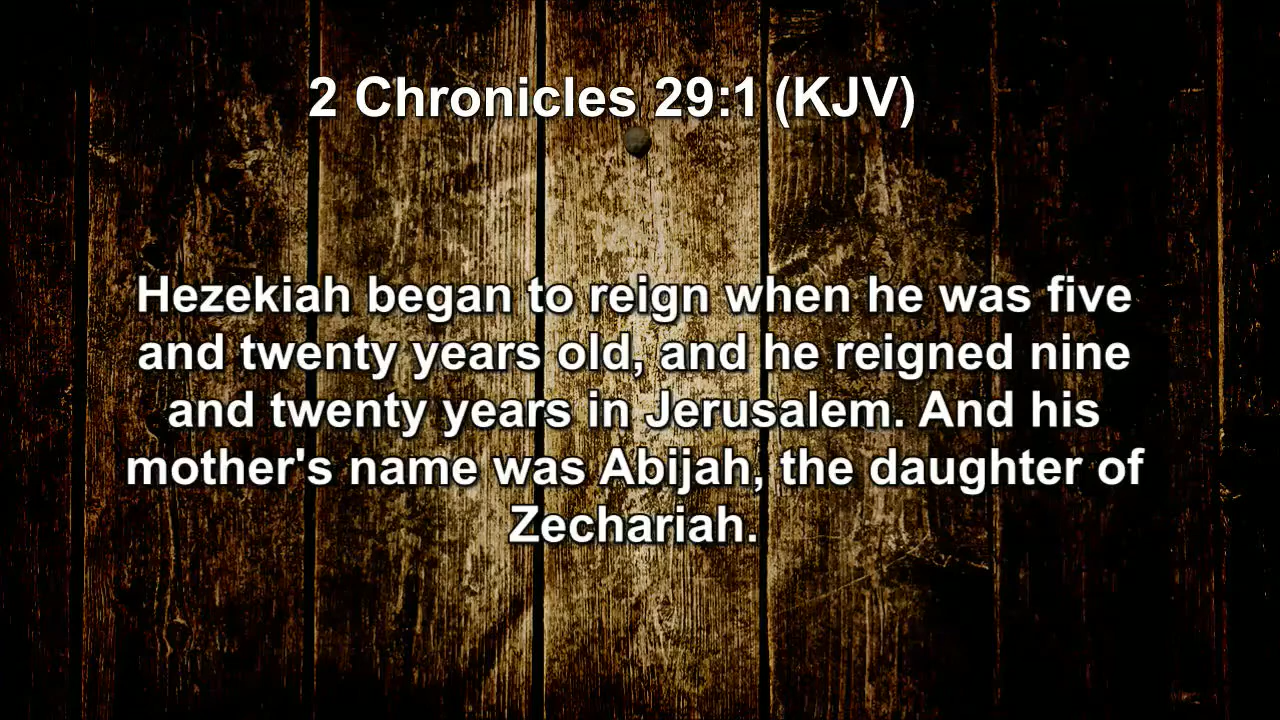 2 Chronicles 29:1 (KJV)
Hezekiah began to reign when he was five
and twenty years old, and he reigned nine
and twenty years in Jerusalem. And his
mother's name was Abijah, the daughter of
Zechariah.